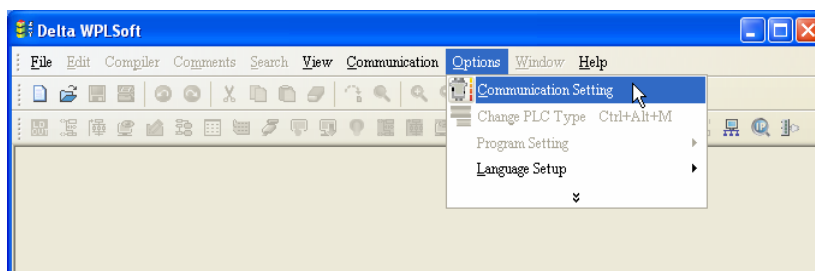 Delta WPLSoft
File Edit Compiler Comments Search View Communication Options Window Help
Communication Setting
Change PLC Type Ctrl+Alt+M
Program Setting
Language Setup